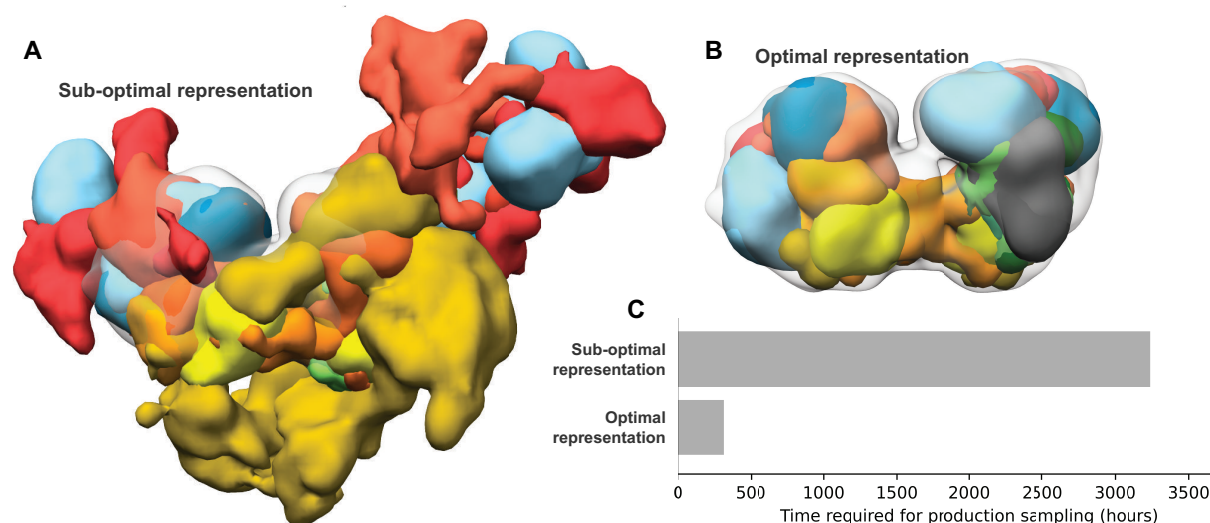 A
Sub-optimal representation
B
Optimal representation
C
Sub-optimal
representation
Optimal
representation
0 500 1000 1500 2000 2500 3000 3500
Time required for production sampling (hours)